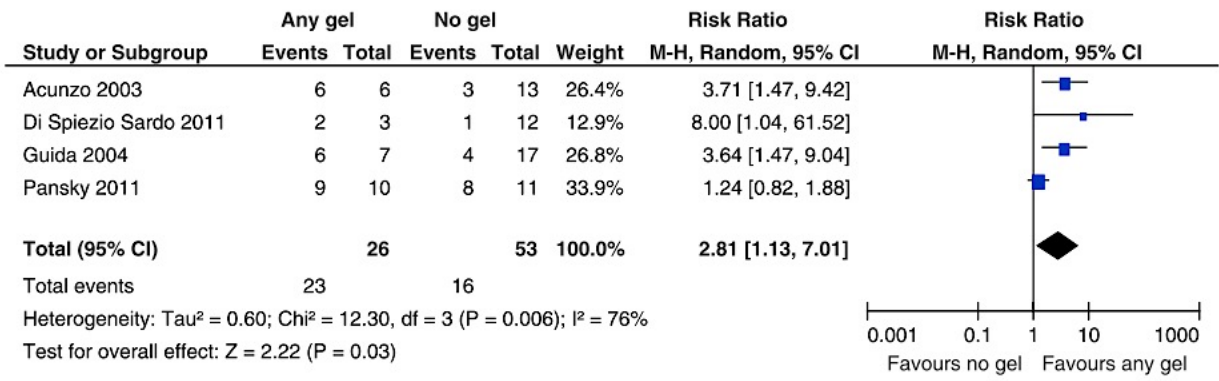 Any gel No gel Risk Ratio Risk Ratio
Study or Subgroup Events Total Events Total Weight M-H, Random, 95% CI M-H, Random, 95% CI
Acunzo 2003 6 6 3 13 26.4% 3.71 [1.47, 9.42]
Di Spiezio Sardo 2011 2 3 1 12 12.9% 8.00 [1.04, 61.52]
Guida 2004 6 7 4 17 26.8% 3.64 [1.47, 9.04]
Pansky 2011 9 10 8 11 33.9% 1.24 [0.82, 1.88]
Total (95% CI) 26 53 100.0% 2.81 [1.13, 7.01]
Total events 23 16
Heterogeneity: Tau² = 0.60; Chi² = 12.30, df = 3 (P = 0.006); I² = 76%
Test for overall effect: Z = 2.22 (P = 0.03)
0.001 0.1 1 10 1000
Favours no gel Favours any gel